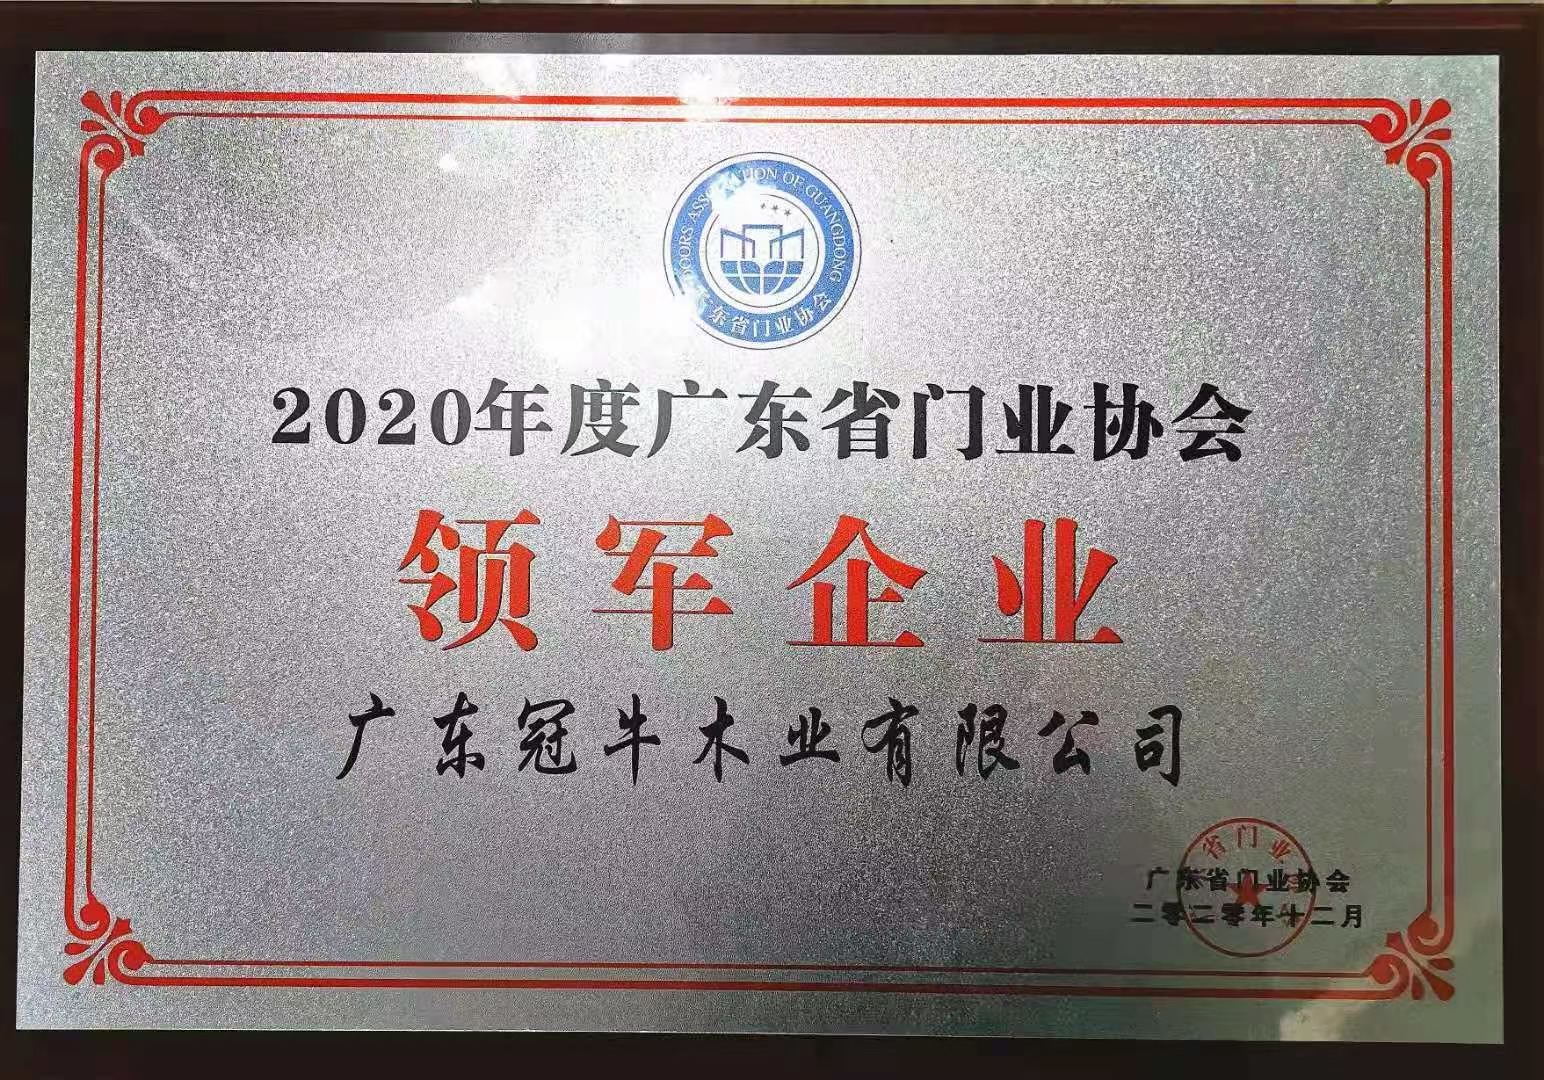 ASSOCIATION OF GUANGDONG
东省门业协会
2020年度广东省门业协会
领军企业
广东冠牛木业有限公司
省门业
广东省门业协会
二零二零年十二月